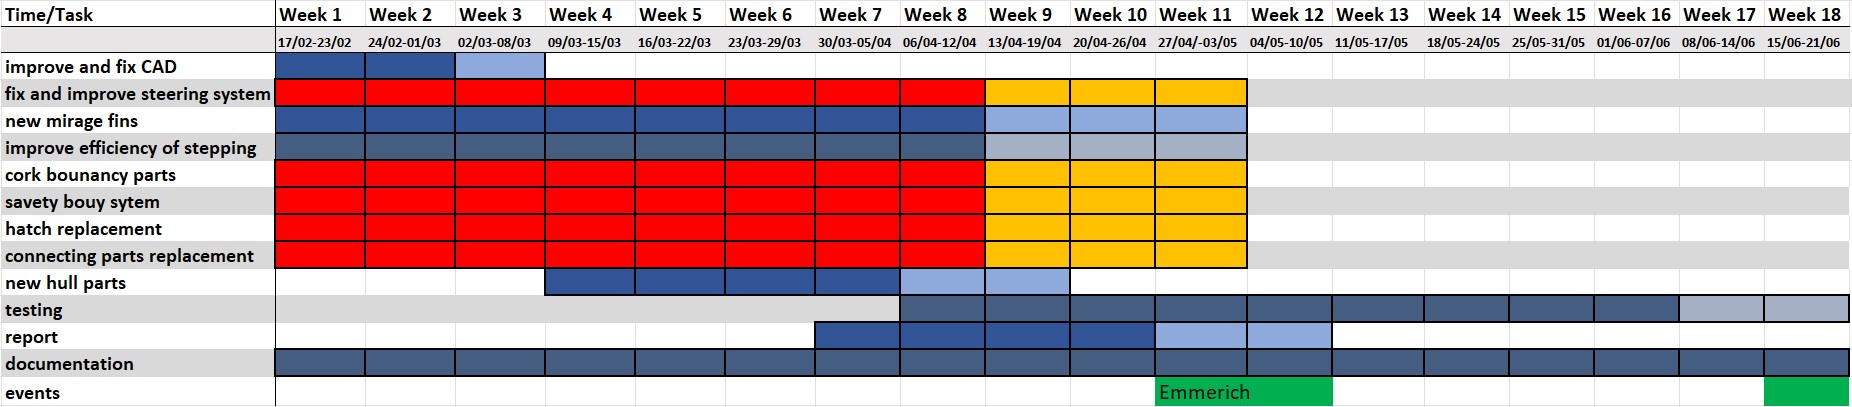 Time/Task Week 1 Week 2 Week 3 Week 4 Week 5 Week 6 Week 7 Week 8 Week 9 Week 10 Week 11 Week 12 Week 13 Week 14 Week 15 Week 16 Week 17 Week 18
17/02-23/02 24/02-01/03 02/03-08/03 09/03-15/03 16/03-22/03 23/03-29/03 30/03-05/04 06/04-12/04 13/04-19/04 20/04-26/04 27/04/-03/05 04/05-10/05 11/05-17/05 18/05-24/05 25/05-31/05 01/06-07/06 08/06-14/06 15/06-21/06
improve and fix CAD
fix and improve steering system
new mirage fins
improve efficiency of stepping
cork bounancy parts
savety bouy sytem
hatch replacement
connecting parts replacement
new hull parts
testing
report
documentation
events Emmerich